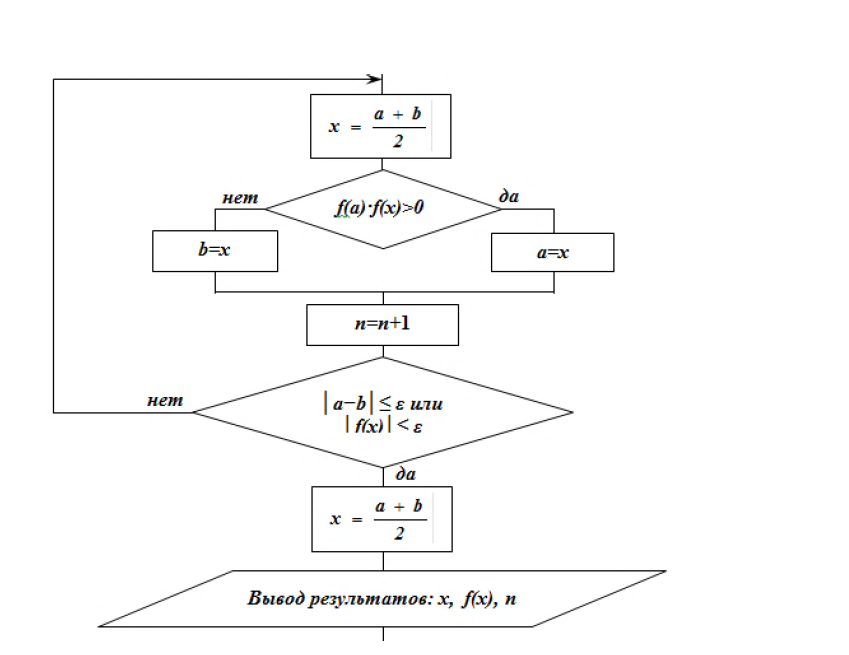 x = a + b
2
нет
f(a)·f(x)>0
да
b=x
a=x
n=n+1
нет
|a−b| ≤ ε или
|f(x)| < ε
да
x = a + b
2
Вывод результатов: x, f(x), n